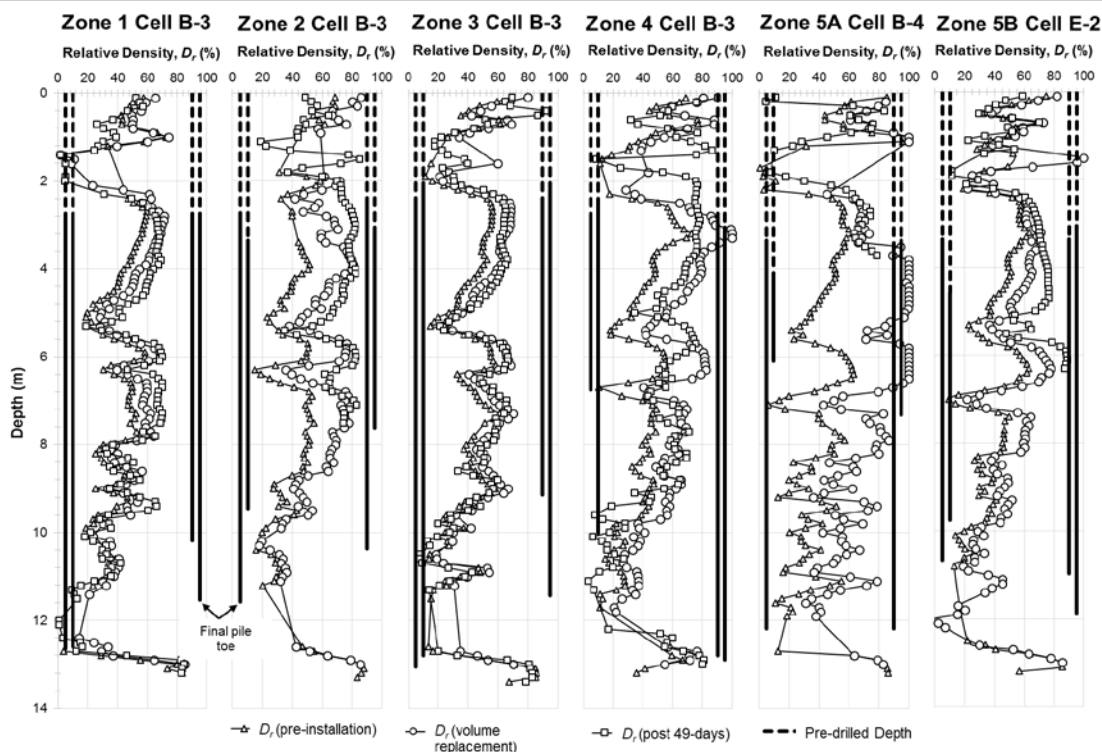 Zone 1 Cell B-3 Zone 2 Cell B-3 Zone 3 Cell B-3 Zone 4 Cell B-3 Zone 5A Cell B-4 Zone 5B Cell E-2
Relative Density, Dr (%) Relative Density, Dr (%) Relative Density, Dr (%) Relative Density, Dr (%) Relative Density, Dr (%) Relative Density, Dr (%)
0 20 40 60 80 100 0 20 40 60 80 100 0 20 40 60 80 100 0 20 40 60 80 100 0 20 40 60 80 100 0 20 40 60 80 100
0
2
4
6
8
10
12
14
Depth (m)
Final pile
toe
Dr (pre-installation)
Dr (volume
replacement)
Dr (post 49-days)
Pre-drilled Depth